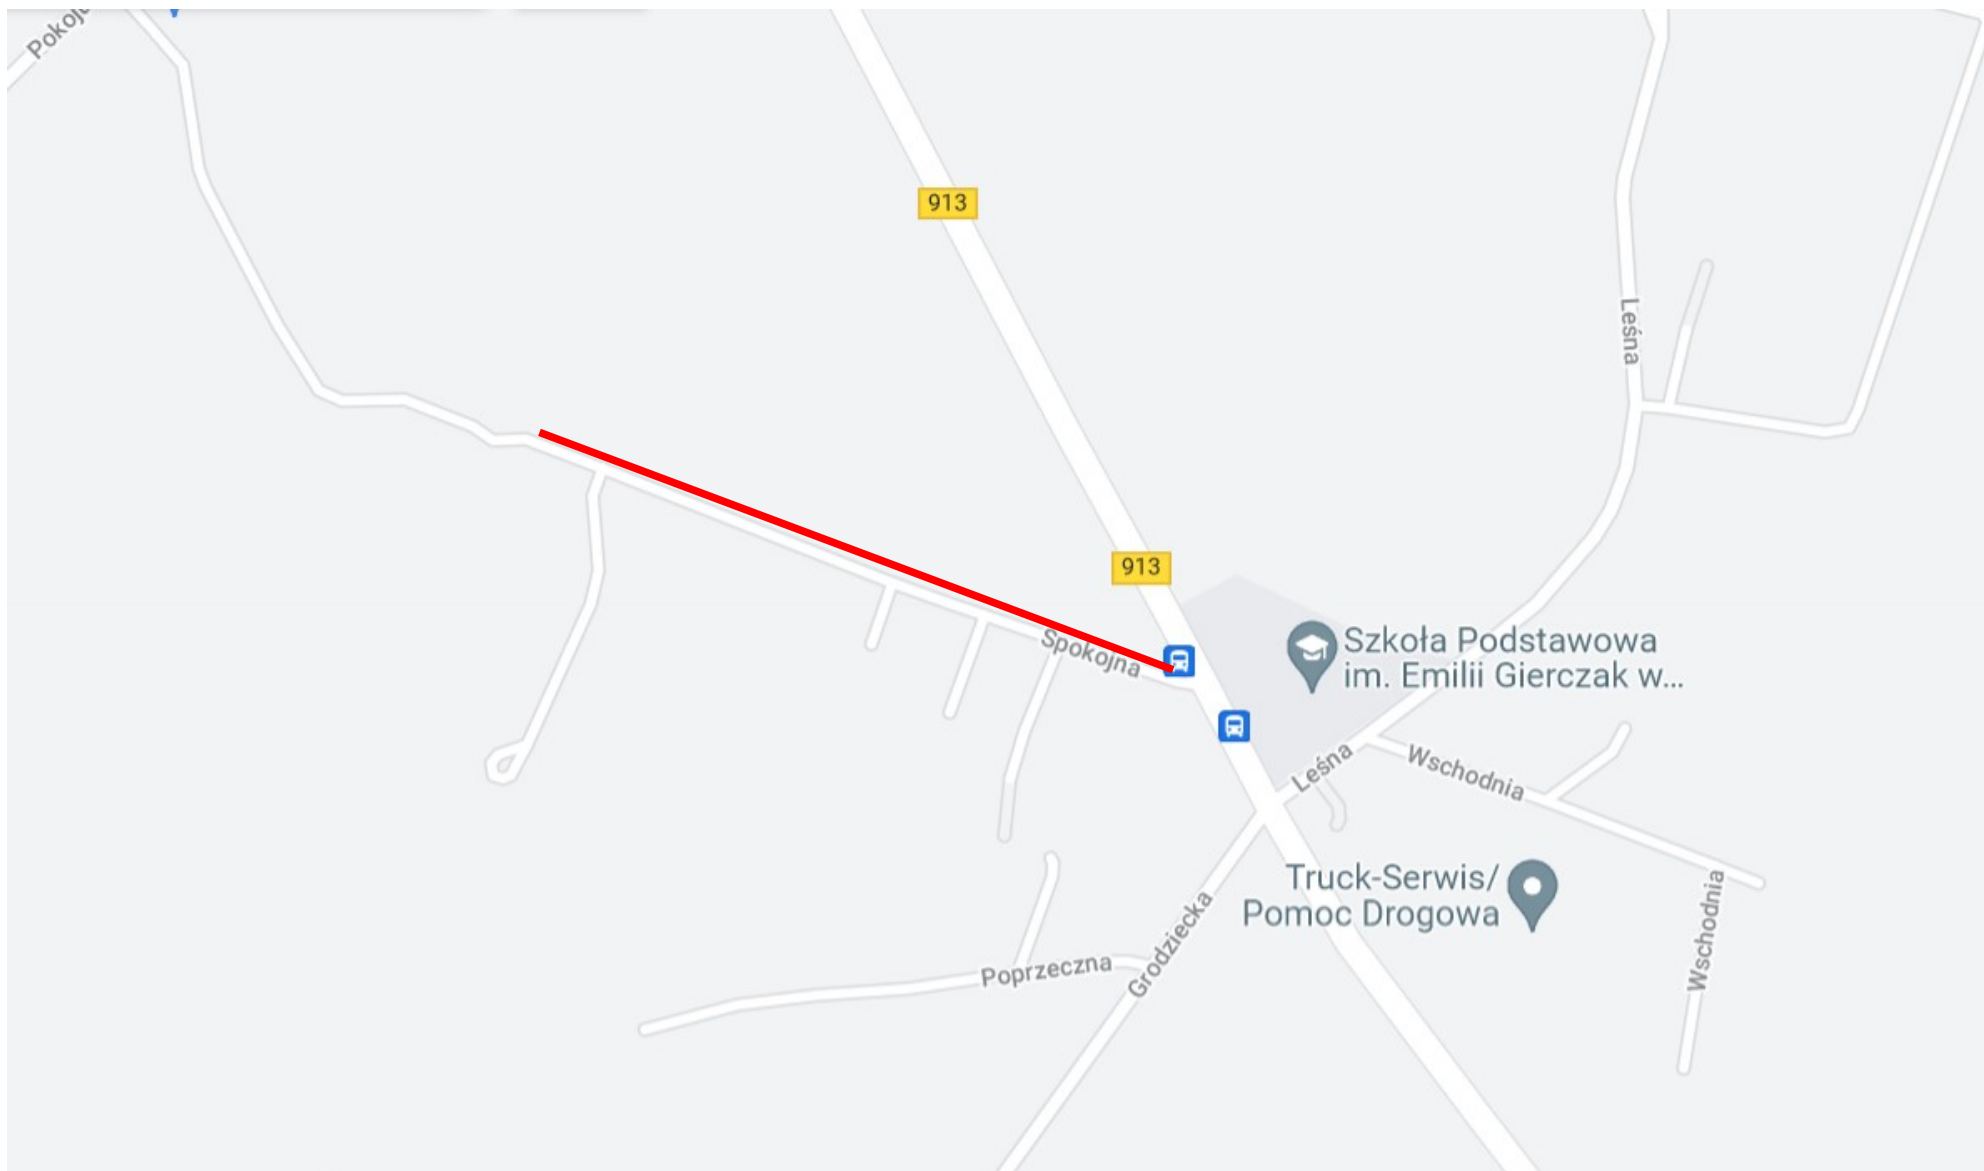 913
Leśna
913
Szkoła Podstawowa
im. Emilii Gierczak w...
Spokojna
Leśna
Wschodnia
Truck-Serwis/
Pomoc Drogowa
Wschodnia
Grodziecka
Poprzeczna